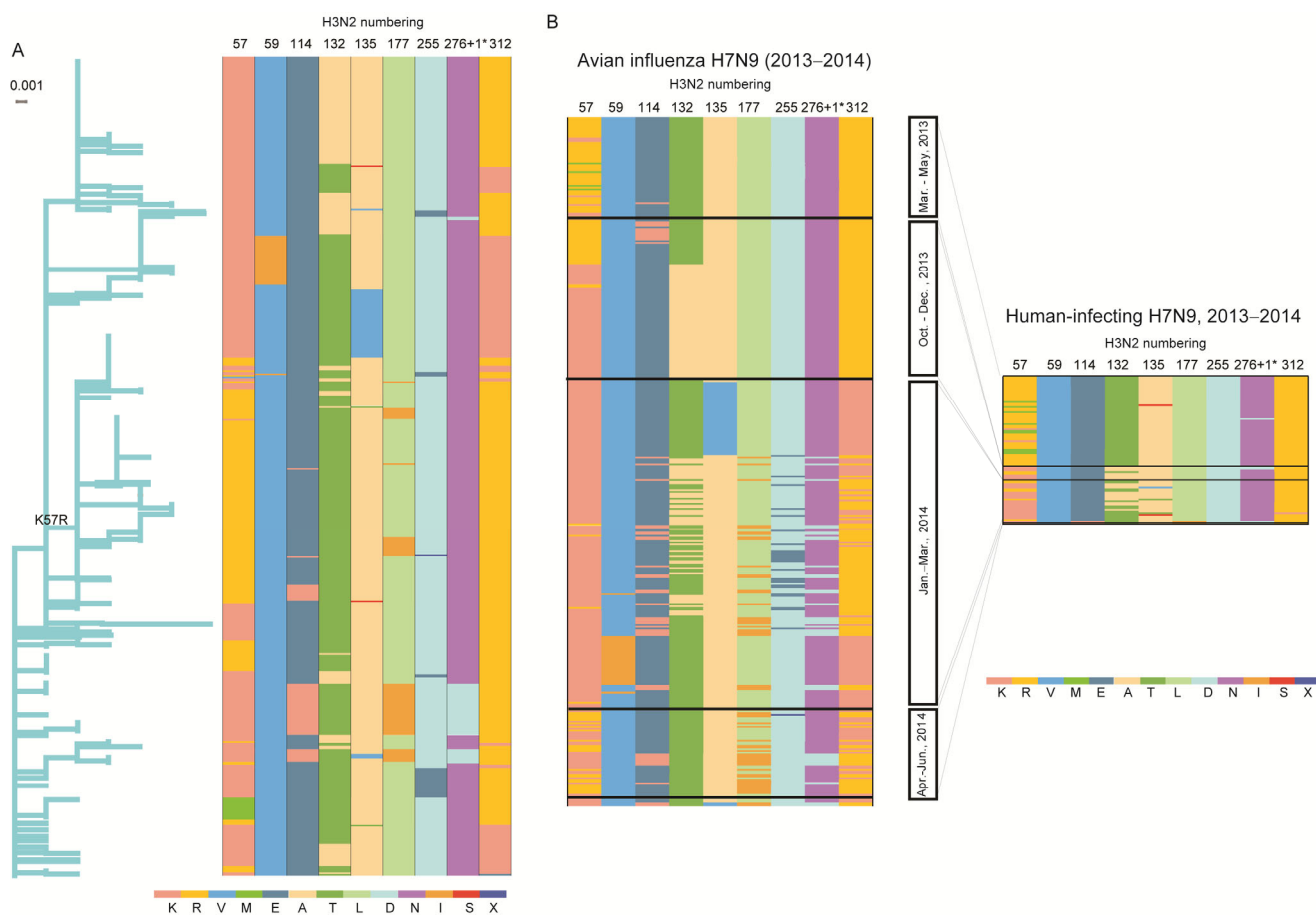 A
H3N2 numbering
57 59 114 132 135 177 255 276+1* 312
0.001
K57R
K R V M E A T L D N I S X
B
Avian influenza H7N9 (2013–2014)
H3N2 numbering
57 59 114 132 135 177 255 276+1* 312
Mar. - May, 2013
Oct. - Dec. , 2013
Jan.–Mar., 2014
Apr.-Jun., 2014
Human-infecting H7N9, 2013–2014
H3N2 numbering
57 59 114 132 135 177 255 276+1* 312
K R V M E A T L D N I S X